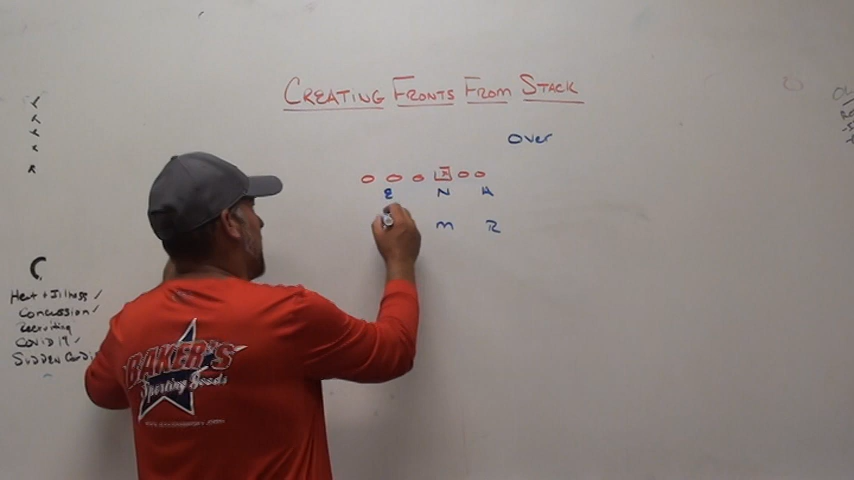 CREATING FRONTS FROM STACK
Over
E N A
M R
Y
Y
R
C
Heat + Illness ✓
Concussion ✓
Recruiting
COVID 19 ✓
BAKER'S
Sporting Goods